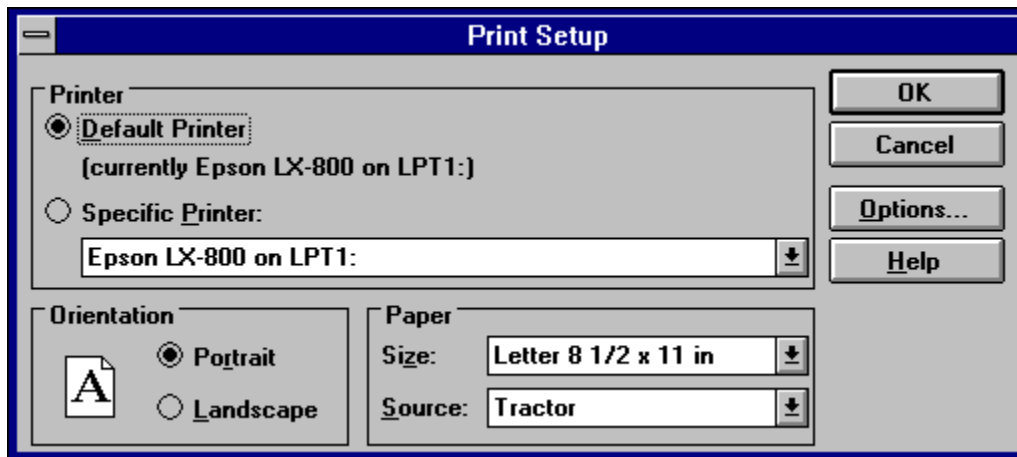 Print Setup
Printer
Default Printer
(currently Epson LX-800 on LPT1:)
Specific Printer:
Epson LX-800 on LPT1:
OK
Cancel
Options...
Help
Orientation
A
Portrait
Landscape
Paper
Size: Letter 8 1/2 x 11 in
Source: Tractor